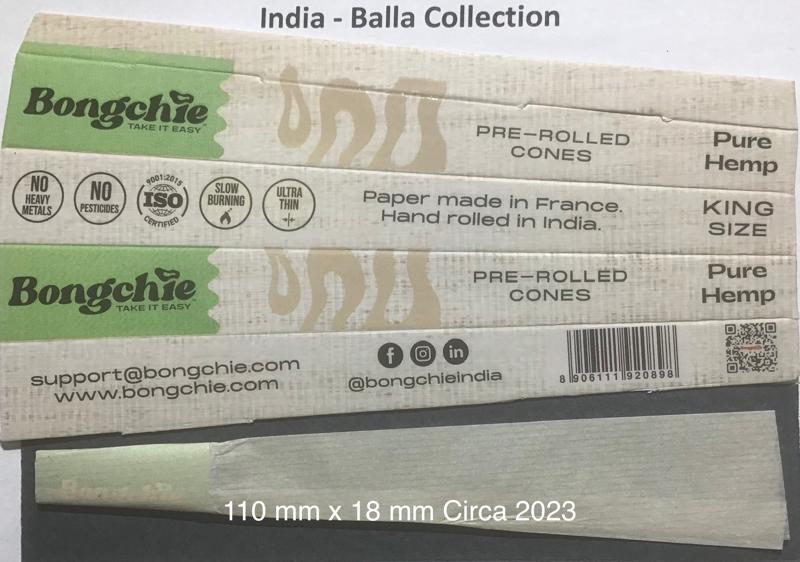 India - Balla Collection
Bongchie
TAKE IT EASY
PRE-ROLLED
CONES
Pure
Hemp
NO
HEAVY
METALS
NO
PESTICIDES
9001:2015
ISO
CERTIFIED
SLOW
BURNING
ULTRA
THIN
Paper made in France.
Hand rolled in India.
KING
SIZE
Bongchie
TAKE IT EASY
PRE-ROLLED
CONES
Pure
Hemp
support@bongchie.com
www.bongchie.com
@bongchieindia
8 906111 920898
110 mm x 18 mm Circa 2023